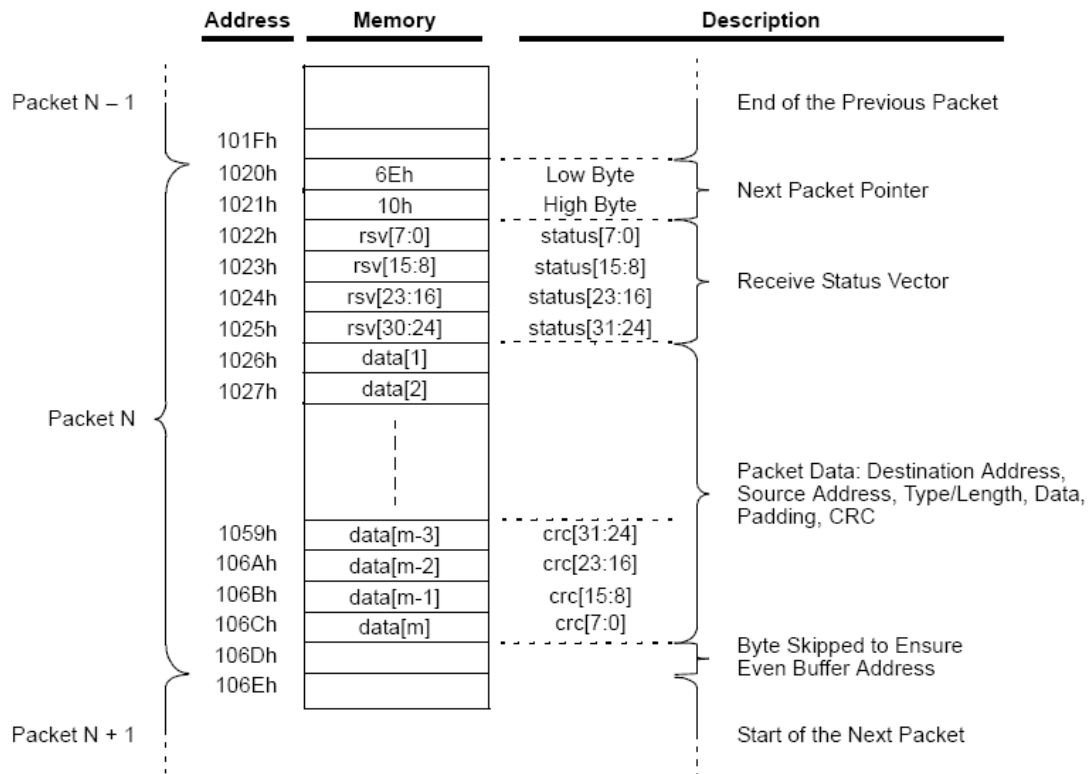 Address Memory Description
Packet N – 1 End of the Previous Packet
101Fh
1020h 6Eh Low Byte
Next Packet Pointer
1021h 10h High Byte
1022h rsv[7:0] status[7:0]
1023h rsv[15:8] status[15:8]
Receive Status Vector
1024h rsv[23:16] status[23:16]
1025h rsv[30:24] status[31:24]
1026h data[1]
1027h data[2]
Packet N
Packet Data: Destination Address,
Source Address, Type/Length, Data,
Padding, CRC
1059h data[m-3] crc[31:24]
106Ah data[m-2] crc[23:16]
106Bh data[m-1] crc[15:8]
106Ch data[m] crc[7:0]
106Dh
Byte Skipped to Ensure
Even Buffer Address
106Eh
Packet N + 1 Start of the Next Packet